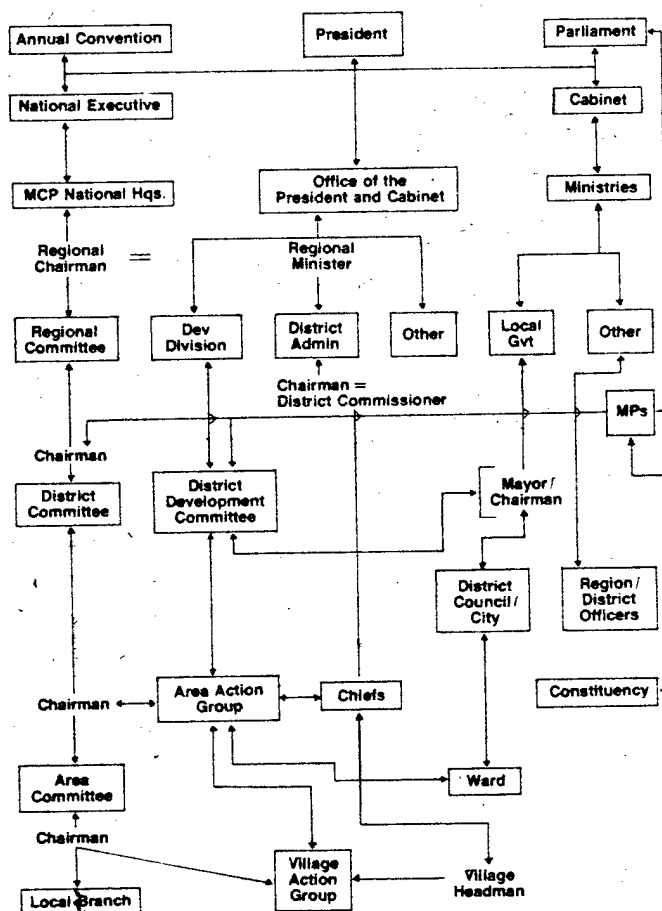 Annual Convention
President
Parliament
National Executive
Cabinet
MCP National Hqs.
Office of the
President and Cabinet
Ministries
Regional
Chairman
=
Regional
Minister
Regional
Committee
Dev
Division
District
Admin
Other
Local
Gvt
Other
Chairman =
District Commissioner
MPs
Chairman
District
Committee
District
Development
Committee
Mayor/
Chairman
District
Council/
City
Region/
District
Officers
Chairman
Area Action
Group
Chiefs
Constituency
Area
Committee
Ward
Chairman
Village
Action
Group
Village
Headman
Local Branch